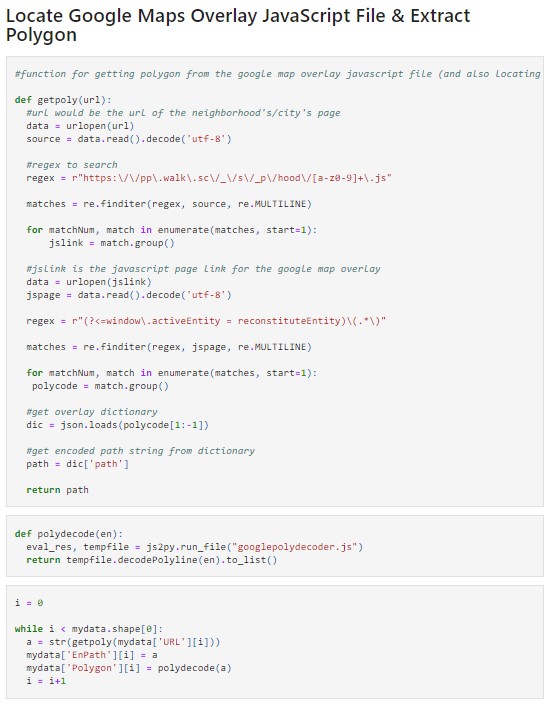 Locate Google Maps Overlay JavaScript File & Extract
Polygon
#function for getting polygon from the google map overlay javascript file (and also Locating
def getpoly(url):
  #url would be the url of the neighborhood's/city's page
  data = urlopen(url)
  source = data.read().decode('utf-8')
  #regex to search
  regex = r"https:\/\/pp\.walk\.sc\/_\/s\/_p\/hood\/[a-z0-9]+\.js"
  matches = re.finditer(regex, source, re.MULTILINE)
  for matchNum, match in enumerate(matches, start=1):
      jslink = match.group()
  #jslink is the javascript page link for the google map overlay
  data = urlopen(jslink)
  jspage = data.read().decode('utf-8')
  regex = r"(?<=window\.activeEntity = reconstituteEntity)\(.*\)"
  matches = re.finditer(regex, jspage, re.MULTILINE)
  for matchNum, match in enumerate(matches, start=1):
   polycode = match.group()
  #get overlay dictionary
  dic = json.loads(polycode[1:-1])
  #get encoded path string from dictionary
  path = dic['path']
  return path
def polydecode(en):
  eval_res, tempfile = js2py.run_file("googlepolydecoder.js")
  return tempfile.decodePolyline(en).to_list()
i = 0
while i < mydata.shape[0]:
  a = str(getpoly(mydata['URL'][i]))
  mydata['EnPath'][i] = a
  mydata['Polygon'][i] = polydecode(a)
  i = i+1